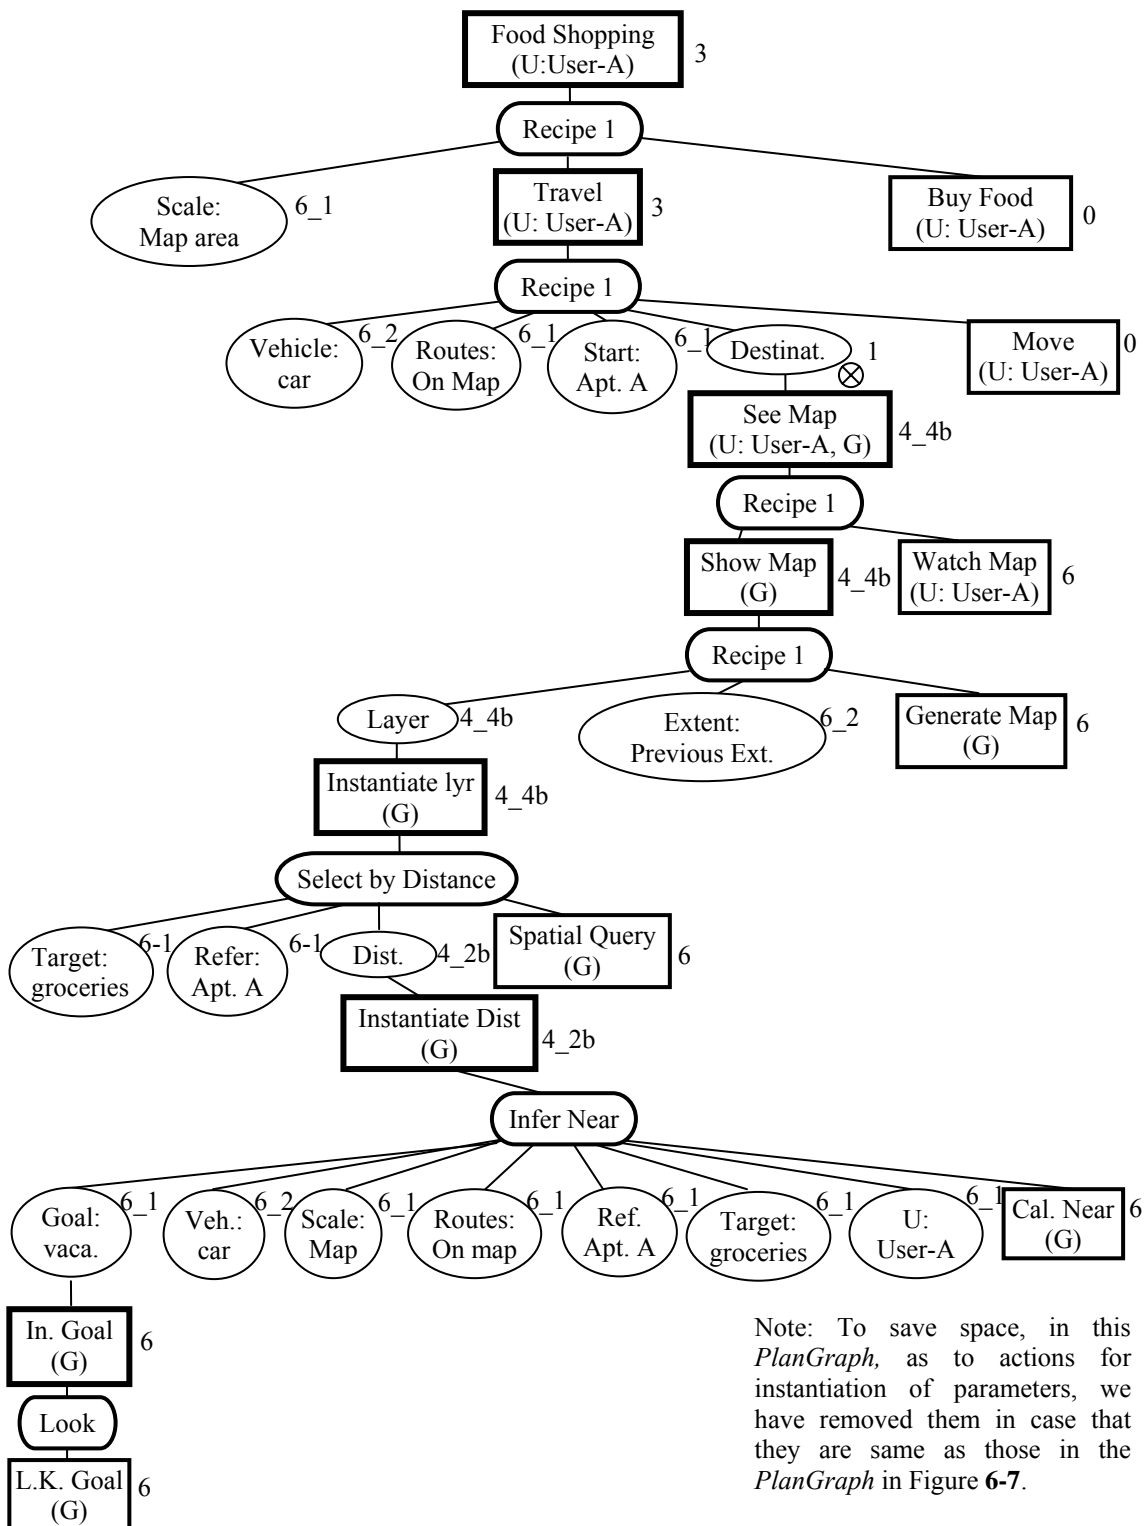 Food Shopping
(U:User-A)
3
Recipe 1
Scale:
Map area
6_1
Travel
(U: User-A)
3
Buy Food
(U: User-A)
0
Recipe 1
Vehicle:
car
6_2
Routes:
On Map
6_1
Start:
Apt. A
6_1
Destinat.
1
Move
(U: User-A)
0
See Map
(U: User-A, G)
4_4b
Recipe 1
Show Map
(G)
4_4b
Watch Map
(U: User-A)
6
Recipe 1
Layer
4_4b
Extent:
Previous Ext.
6_2
Generate Map
(G)
6
Instantiate lyr
(G)
4_4b
Select by Distance
Target:
groceries
6-1
Refer:
Apt. A
6-1
Dist.
4_2b
Spatial Query
(G)
6
Instantiate Dist
(G)
4_2b
Infer Near
Goal:
vaca.
6_1
Veh.:
car
6_2
Scale:
Map
6_1
Routes:
On map
6_1
Ref.
Apt. A
6_1
Target:
groceries
6_1
U:
User-A
6_1
Cal. Near
(G)
6
In. Goal
(G)
6
Look
L.K. Goal
(G)
6
Note: To save space, in this
PlanGraph, as to actions for
instantiation of parameters, we
have removed them in case that
they are same as those in the
PlanGraph in Figure 6-7.